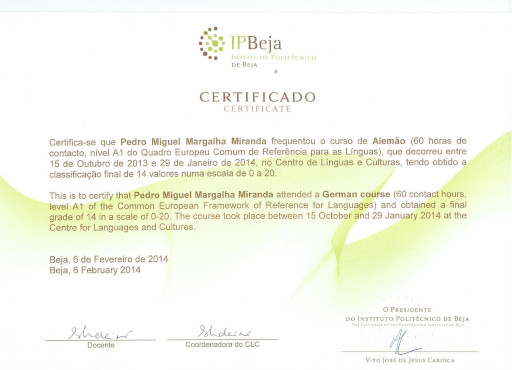 IPBeja
INSTITUTO POLITÉCNICO
DE BEJA
CERTIFICADO
CERTIFICATE
Certifica-se que Pedro Miguel Margalha Miranda frequentou o curso de Alemão (60 horas de
contacto, nível A1 do Quadro Europeu Comum de Referência para as Línguas), que decorreu entre
15 de Outubro de 2013 e 29 de Janeiro de 2014, no Centro de Línguas e Culturas, tendo obtido a
classificação final de 14 valores numa escala de 0 a 20.
This is to certify that Pedro Miguel Margalha Miranda attended a German course (60 contact hours,
level A1 of the Common European Framework of Reference for Languages) and obtained a final
grade of 14 in a scale of 0-20. The course took place between 15 October and 29 January 2014 at the
Centre for Languages and Cultures.
Beja, 6 de Fevereiro de 2014
Beja, 6 February 2014
Docente
Coordenadora do CLC
O PRESIDENTE
DO INSTITUTO POLITÉCNICO DE BEJA
VITO JOSÉ DE JESUS CARIOCA